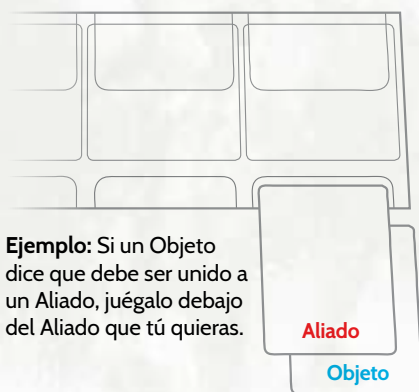 Ejemplo: Si un Objeto
dice que debe ser unido a
un Aliado, juégalo debajo
del Aliado que tú quieras.
Aliado
Objeto